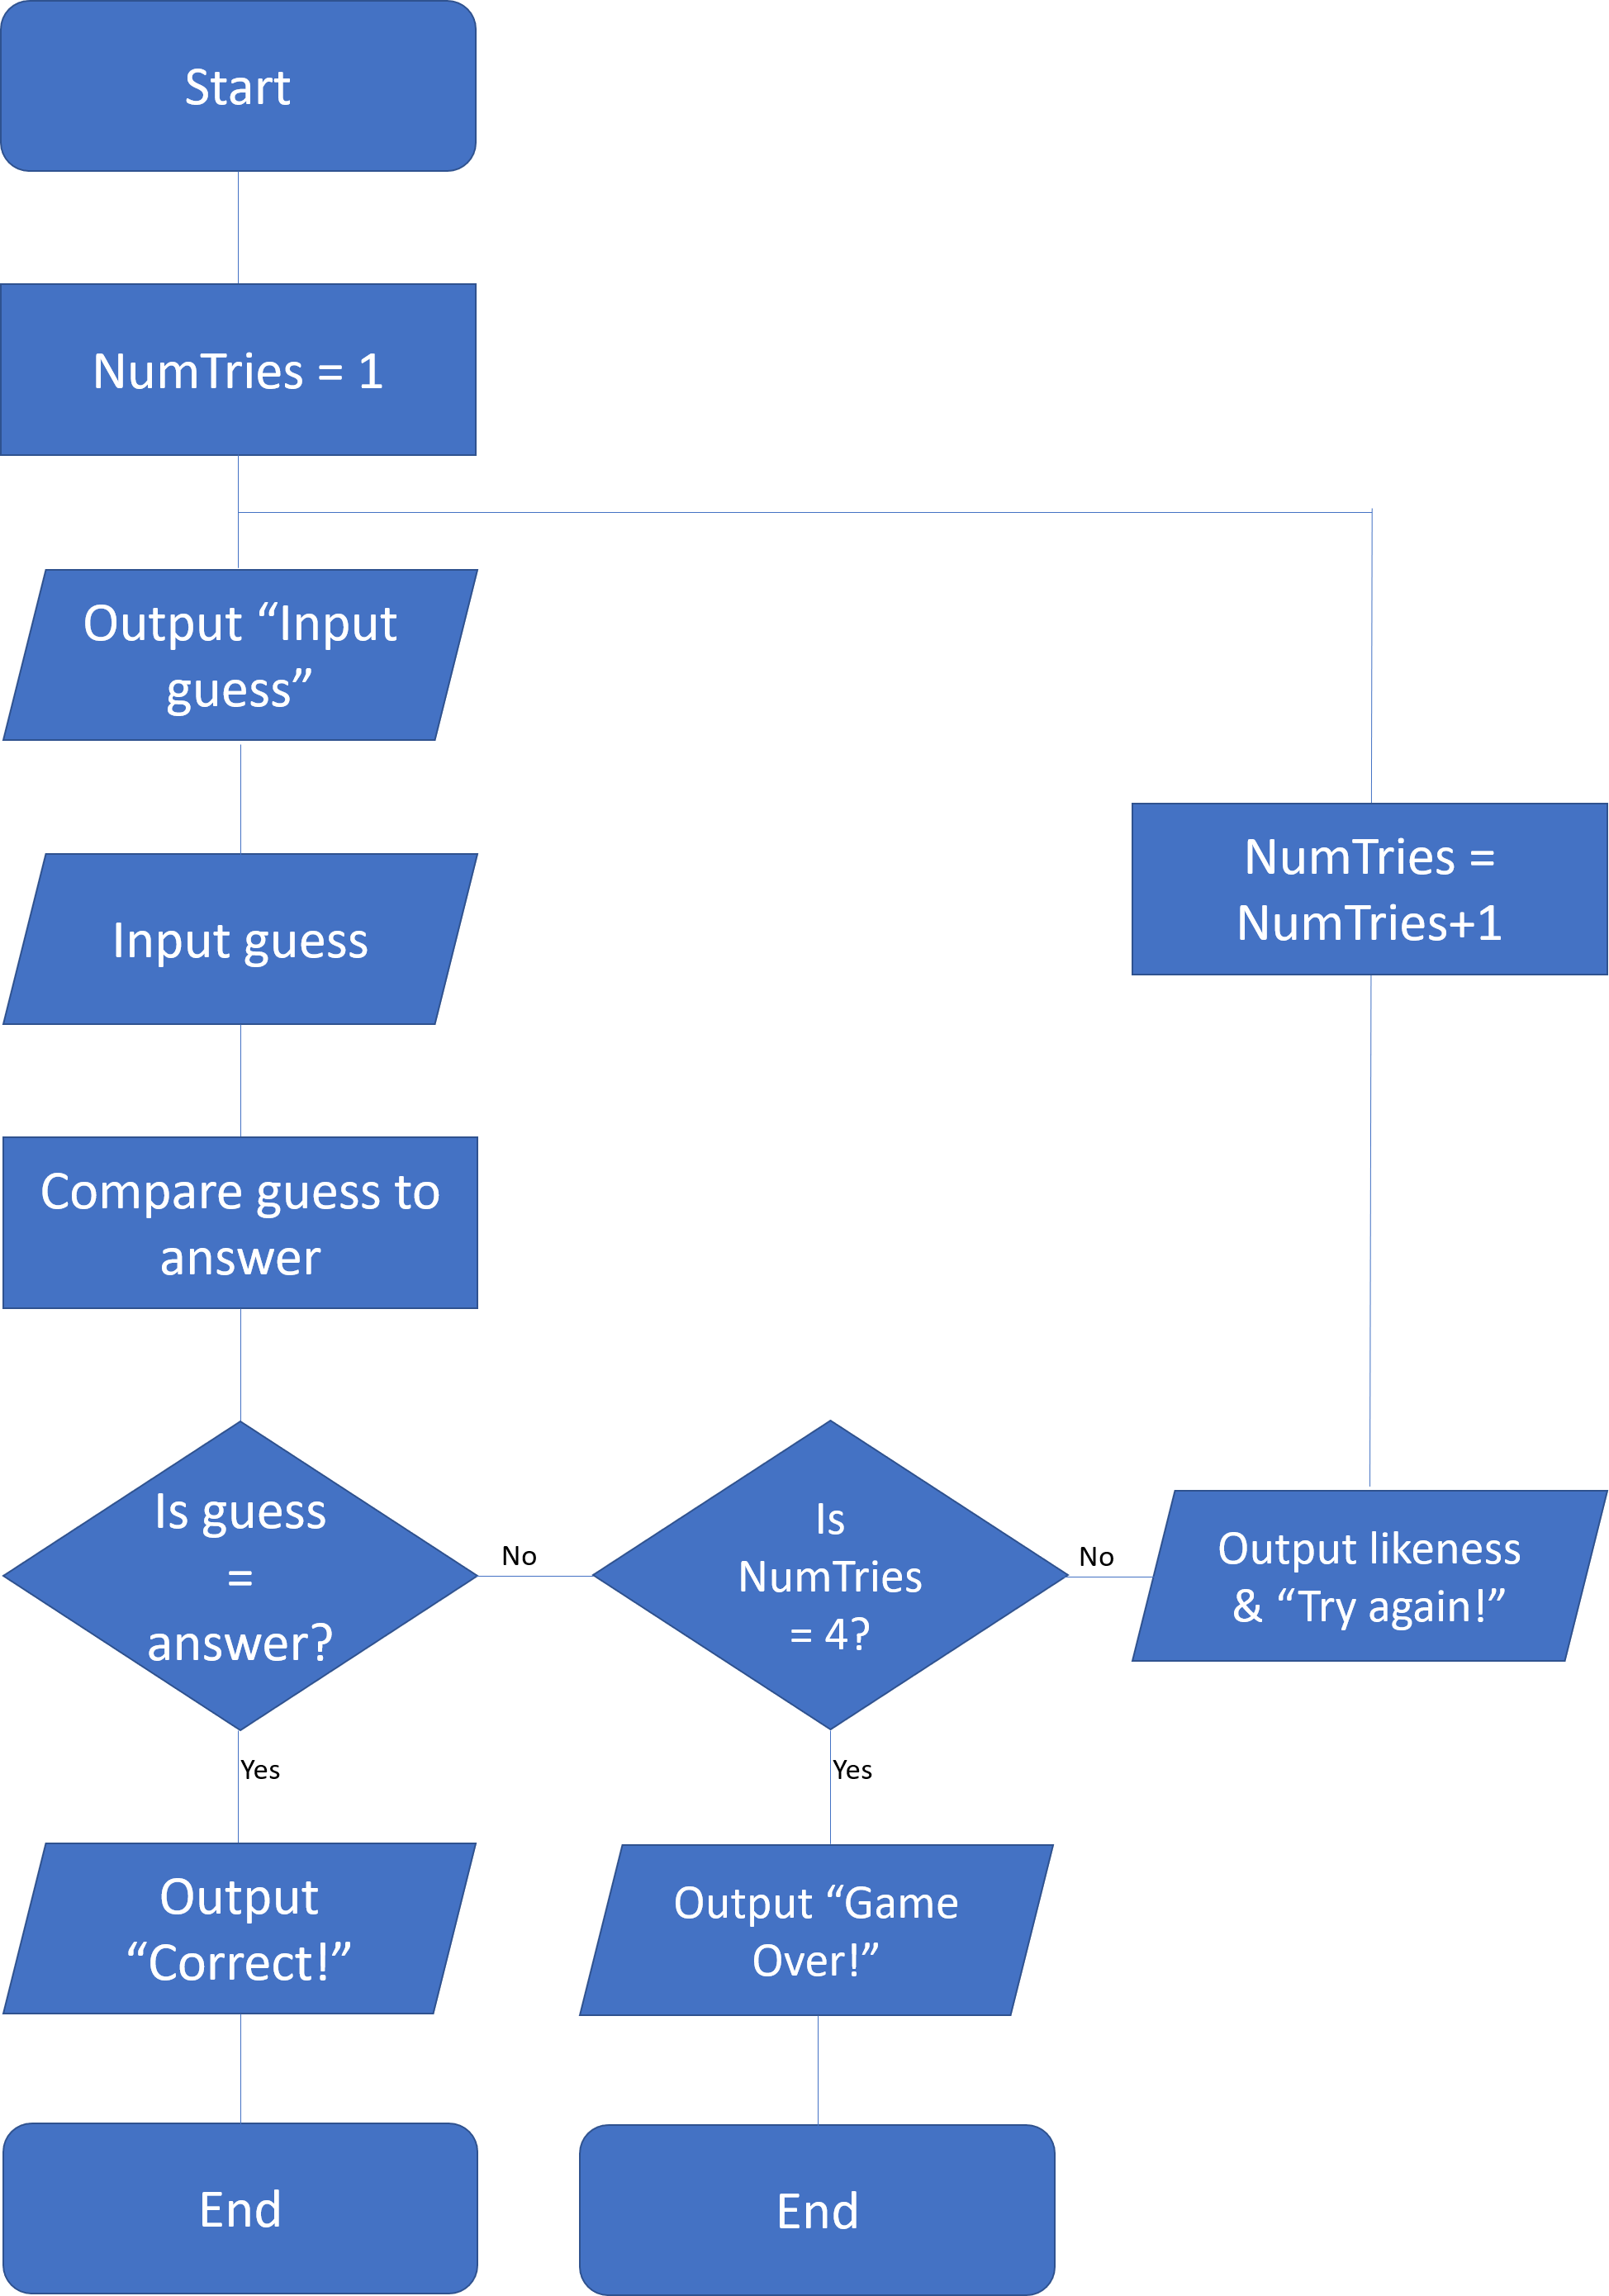 Start
NumTries = 1
Output “Input
guess”
Input guess
NumTries =
NumTries+1
Compare guess to
answer
Is guess
=
answer?
No
Is
NumTries
= 4?
No
Output likeness
& “Try again!”
Yes
Yes
Output
“Correct!”
Output “Game
Over!”
End
End